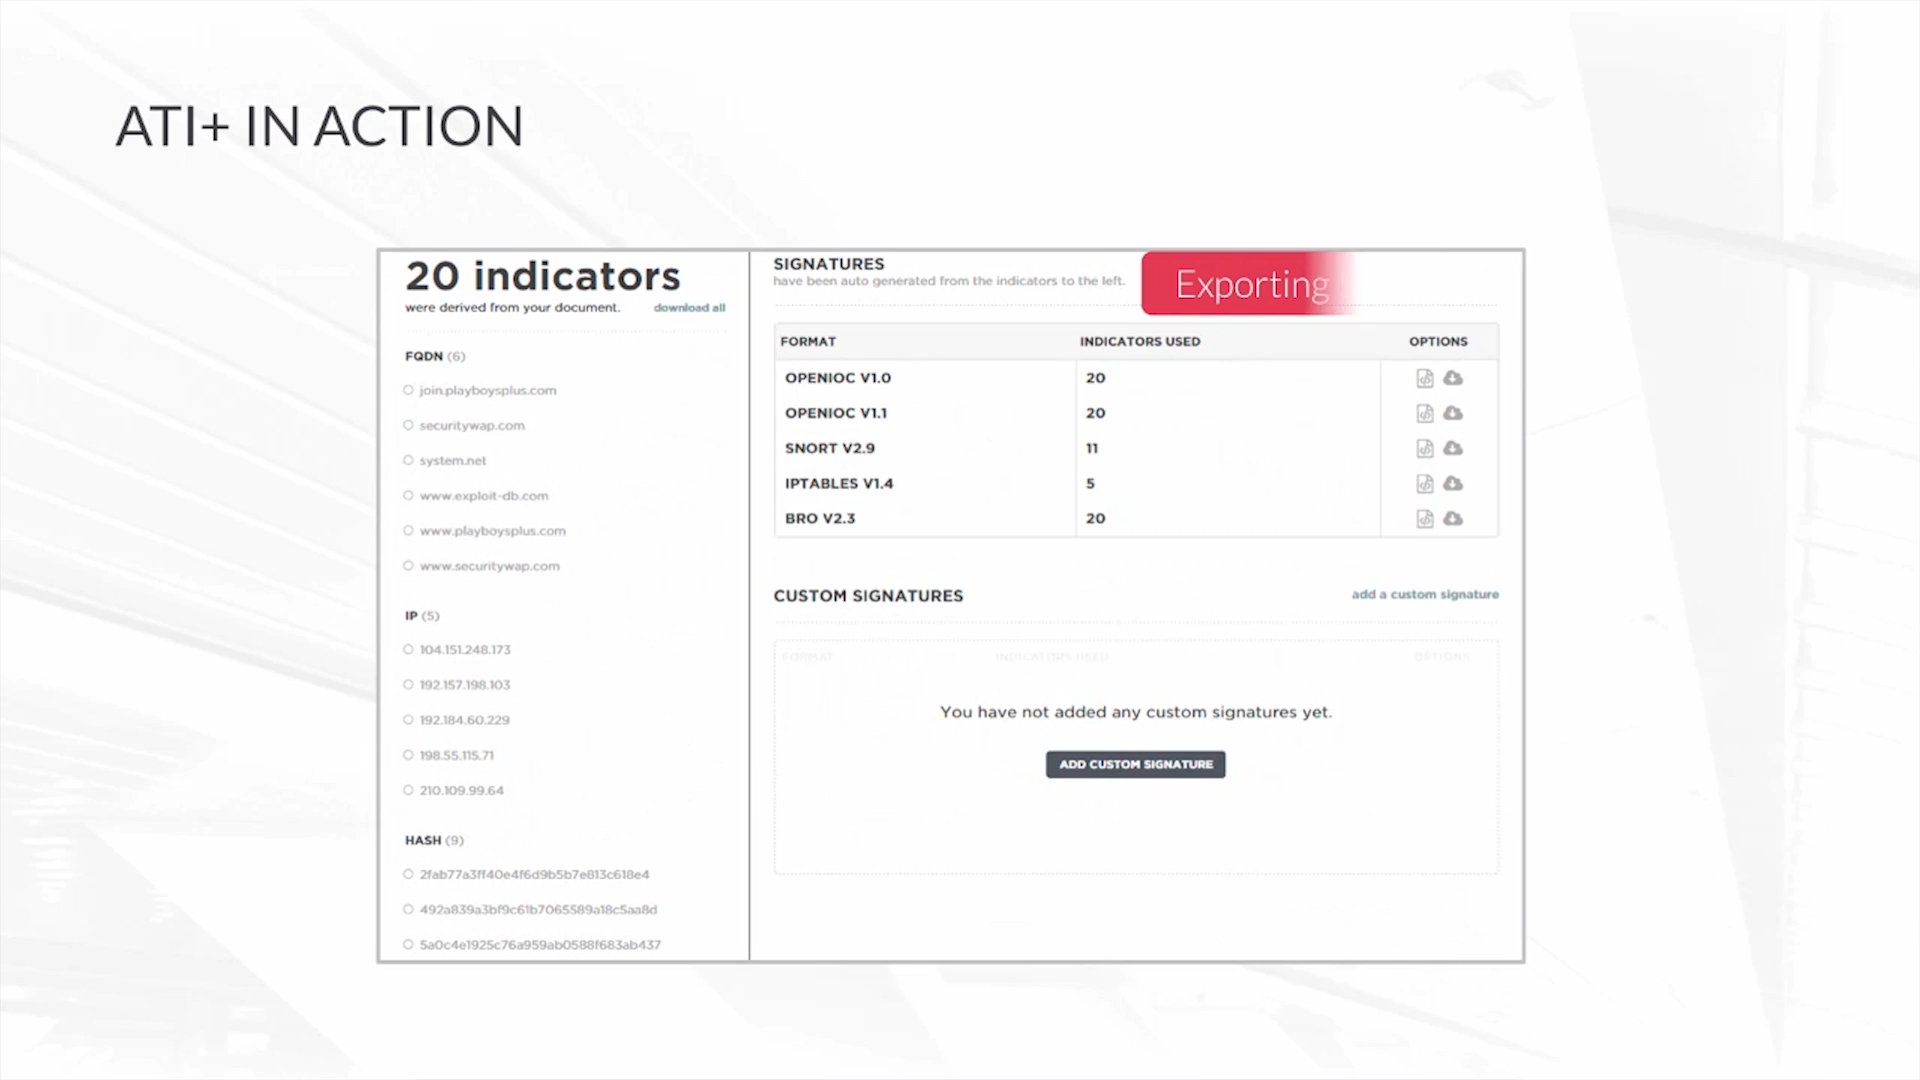 ATI+ IN ACTION
20 indicators
were derived from your document. download all
FQDN (6)
join.playboysplus.com
securitywap.com
system.net
www.exploit-db.com
www.playboysplus.com
www.securitywap.com
IP (5)
104.151.248.173
192.157.198.103
192.184.60.229
198.55.115.71
210.109.99.64
HASH (9)
2fab77a3ff40e4f6d9b5b7e813c618e4
492a839a3bf9c61b7065589a18c5aa8d
5a0c4e1925c76a959ab0588f683ab437
SIGNATURES
have been auto generated from the indicators to the left.
Exporting
FORMAT INDICATORS USED OPTIONS
OPENIOC V1.0 20
OPENIOC V1.1 20
SNORT V2.9 11
IPTABLES V1.4 5
BRO V2.3 20
CUSTOM SIGNATURES add a custom signature
FORMAT INDICATORS USED OPTIONS
You have not added any custom signatures yet.
ADD CUSTOM SIGNATURE